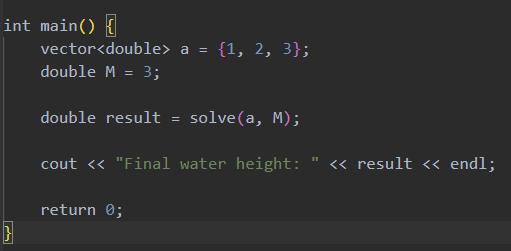 int main() {
    vector<double> a = {1, 2, 3};
    double M = 3;

    double result = solve(a, M);

    cout << "Final water height: " << result << endl;

    return 0;
}